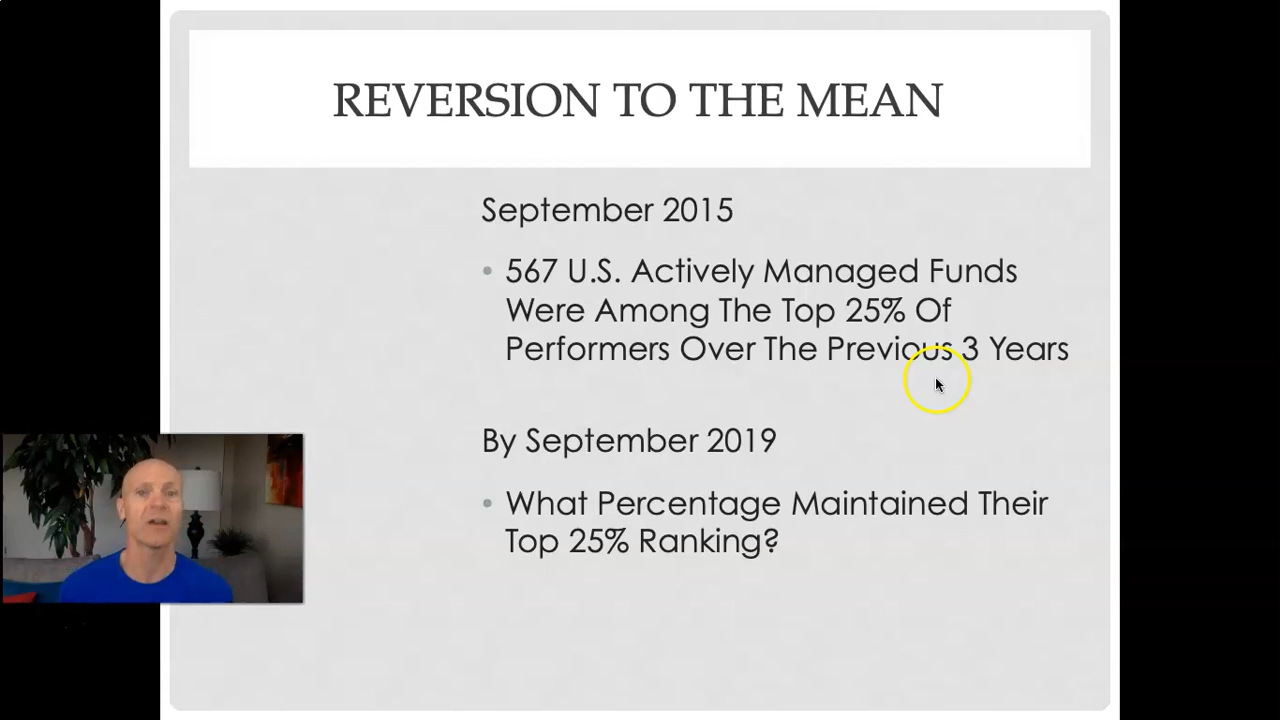 REVERSION TO THE MEAN
September 2015
• 567 U.S. Actively Managed Funds
Were Among The Top 25% Of
Performers Over The Previous 3 Years
By September 2019
• What Percentage Maintained Their
Top 25% Ranking?